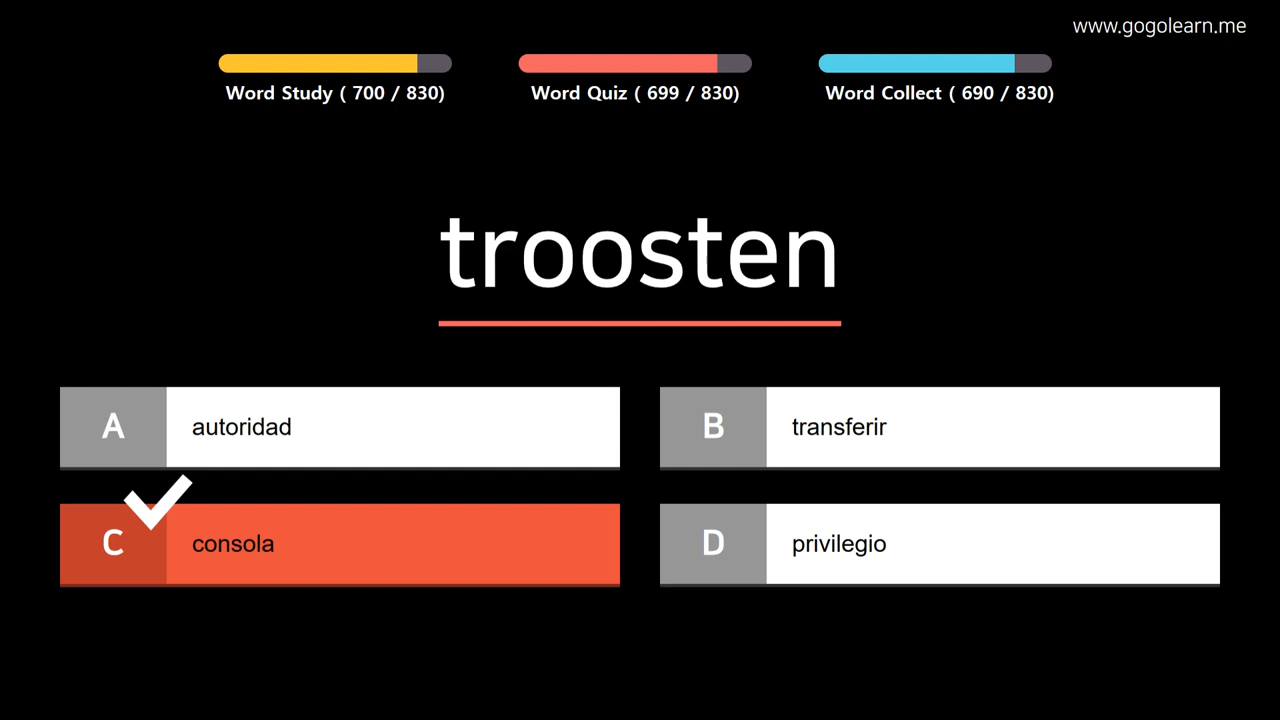 www.gogolearn.me
Word Study ( 700 / 830)
Word Quiz ( 699 / 830)
Word Collect ( 690 / 830)
troosten
A autoridad
B transferir
C consola
D privilegio